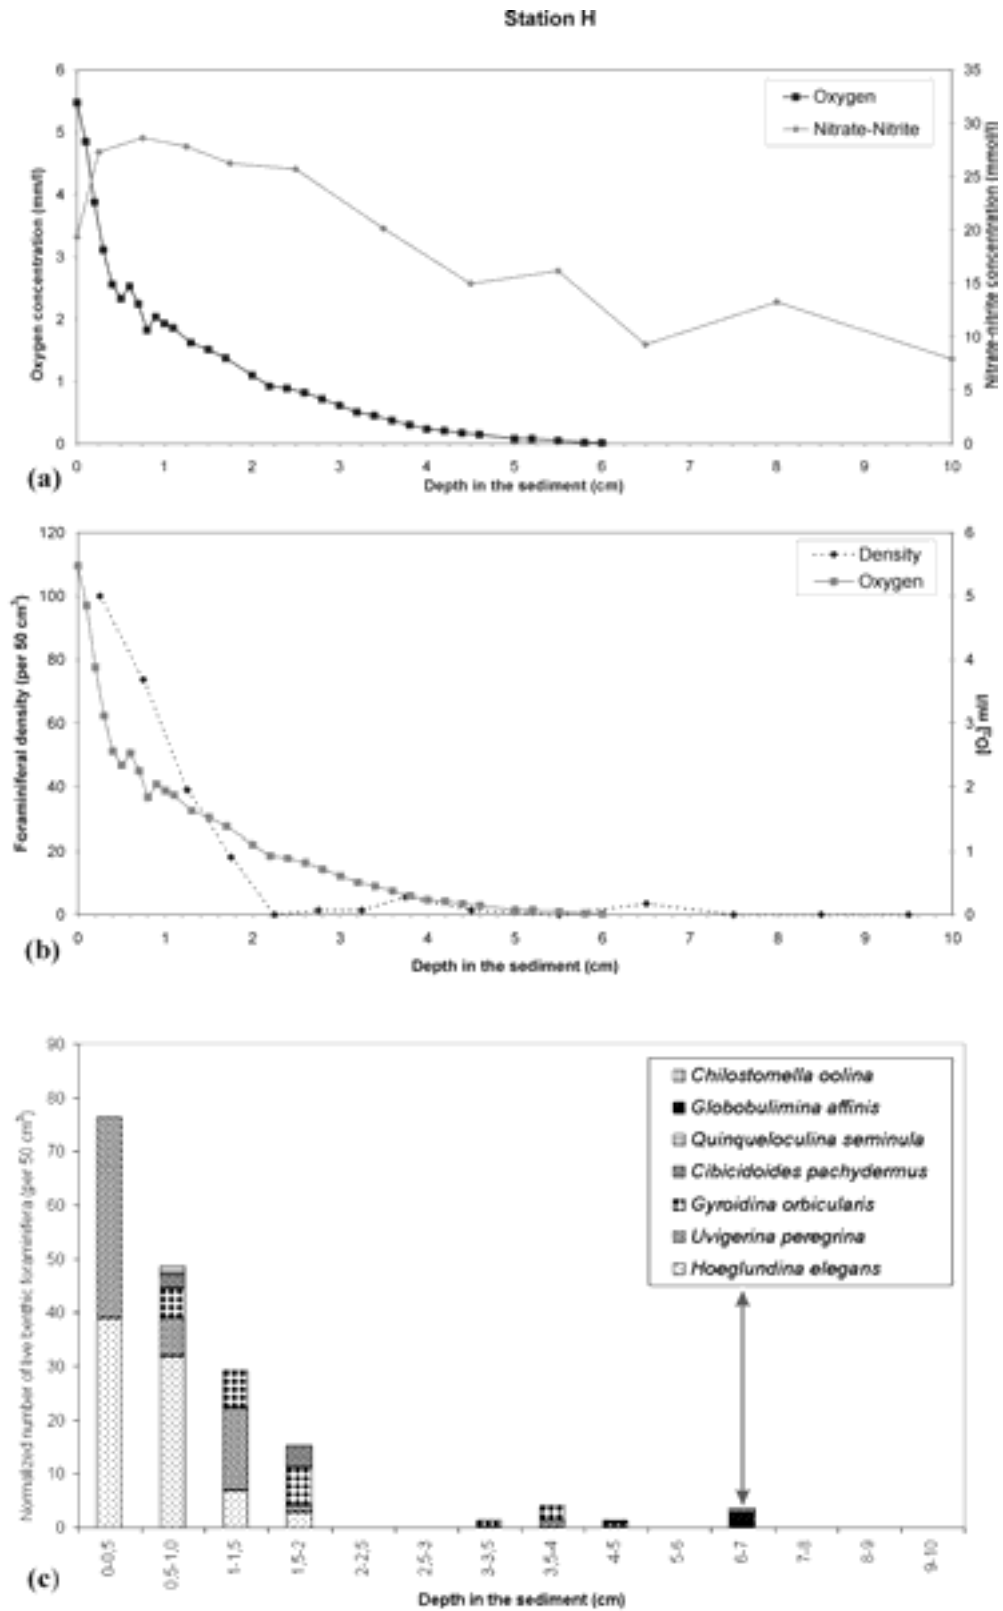 Station H
6
5
4
3
2
1
0
Oxygen concentration (mm/l)
35
30
25
20
15
10
5
0
Nitrate-nitrite concentration (mmol/l)
Oxygen
Nitrate-Nitrite
0 1 2 3 4 5 6 7 8 9 10
Depth in the sediment (cm)
(a)
120
100
80
60
40
20
0
Foraminiferal density (per 50 cm³)
6
5
4
3
2
1
0
Density
Oxygen
0 1 2 3 4 5 6 7 8 9 10
Depth in the sediment (cm)
(b)
90
80
70
60
50
40
30
20
10
0
Normalized number of live benthic foraminifera (per 50 cm³)
Chilostomella oolina
Globobulimina affinis
Quinqueloculina seminula
Cibicidoides pachydermus
Gyroidina orbicularis
Uvigerina peregrina
Hoeglundina elegans
0-0,5 0,5-1,0 1-1,5 1,5-2 2-2,5 2,5-3 3-3,5 3,5-4 4-5 5-6 6-7 7-8 8-9 9-10
Depth in the sediment (cm)
(c)